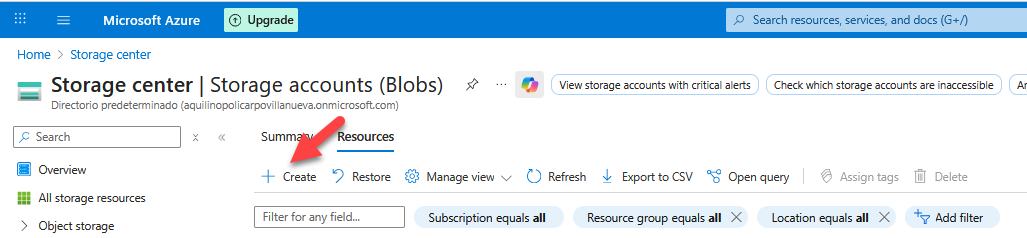 Microsoft Azure Upgrade Search resources, services, and docs (G+/)
Home > Storage center
Storage center | Storage accounts (Blobs) ... View storage accounts with critical alerts Check which storage accounts are inaccessible Ar
Directorio predeterminado (aquilinopolicarpovillanueva.onmicrosoft.com)
Search Summary Resources
Overview Create Restore Manage view Refresh Export to CSV Open query Assign tags Delete
All storage resources
Object storage Filter for any field... Subscription equals all Resource group equals all Location equals all Add filter